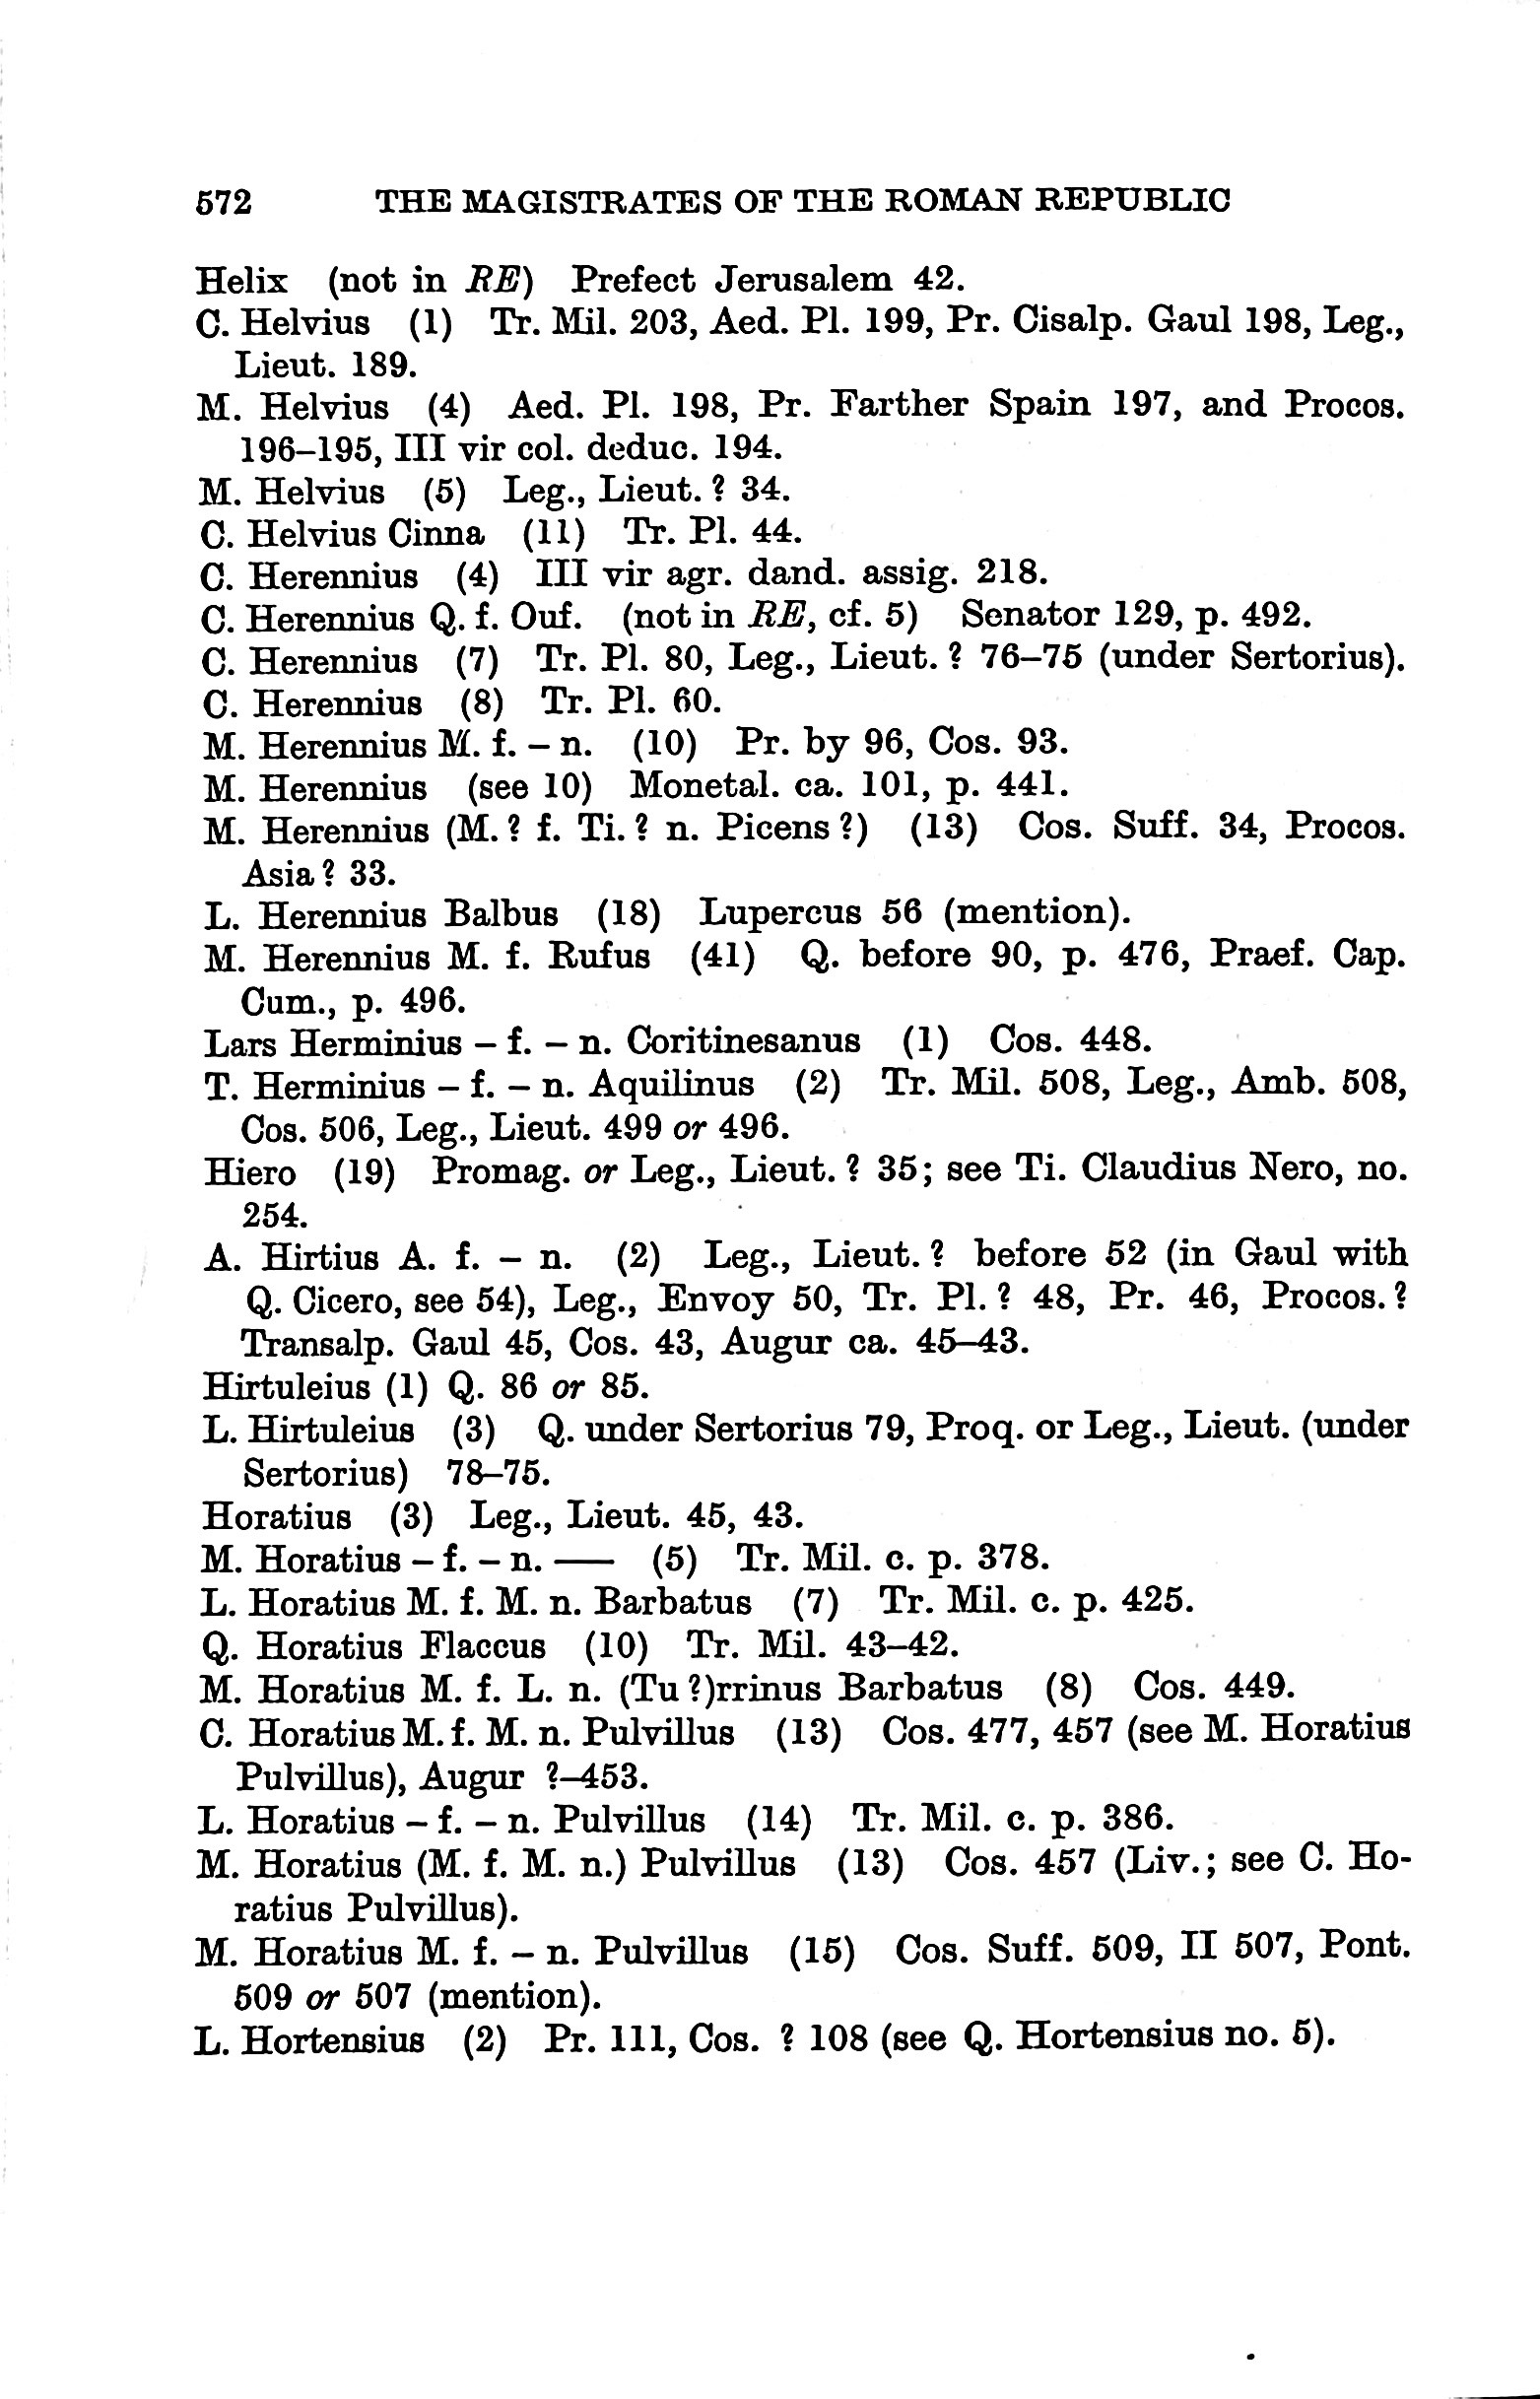 572 THE MAGISTRATES OF THE ROMAN REPUBLIC
Helix (not in RE) Prefect Jerusalem 42.
C. Helvius (1) Tr. Mil. 203, Aed. Pl. 199, Pr. Cisalp. Gaul 198, Leg.,
Lieut. 189.
M. Helvius (4) Aed. Pl. 198, Pr. Farther Spain 197, and Procos.
196–195, III vir col. deduc. 194.
M. Helvius (5) Leg., Lieut. ? 34.
C. Helvius Cinna (11) Tr. Pl. 44.
C. Herennius (4) III vir agr. dand. assig. 218.
C. Herennius Q. f. Ouf. (not in RE, cf. 5) Senator 129, p. 492.
C. Herennius (7) Tr. Pl. 80, Leg., Lieut. ? 76–75 (under Sertorius).
C. Herennius (8) Tr. Pl. 60.
M. Herennius M. f. – n. (10) Pr. by 96, Cos. 93.
M. Herennius (see 10) Monetal. ca. 101, p. 441.
M. Herennius (M. ? f. Ti. ? n. Picens ?) (13) Cos. Suff. 34, Procos.
Asia ? 33.
L. Herennius Balbus (18) Lupercus 56 (mention).
M. Herennius M. f. Rufus (41) Q. before 90, p. 476, Praef. Cap.
Cum., p. 496.
Lars Herminius – f. – n. Coritinesanus (1) Cos. 448.
T. Herminius – f. – n. Aquilinus (2) Tr. Mil. 508, Leg., Amb. 508,
Cos. 506, Leg., Lieut. 499 or 496.
Hiero (19) Promag. or Leg., Lieut. ? 35; see Ti. Claudius Nero, no.
254.
A. Hirtius A. f. – n. (2) Leg., Lieut. ? before 52 (in Gaul with
Q. Cicero, see 54), Leg., Envoy 50, Tr. Pl. ? 48, Pr. 46, Procos. ?
Transalp. Gaul 45, Cos. 43, Augur ca. 45–43.
Hirtuleius (1) Q. 86 or 85.
L. Hirtuleius (3) Q. under Sertorius 79, Proq. or Leg., Lieut. (under
Sertorius) 78–75.
Horatius (3) Leg., Lieut. 45, 43.
M. Horatius – f. – n. —— (5) Tr. Mil. c. p. 378.
L. Horatius M. f. M. n. Barbatus (7) Tr. Mil. c. p. 425.
Q. Horatius Flaccus (10) Tr. Mil. 43–42.
M. Horatius M. f. L. n. (Tu ?)rrinus Barbatus (8) Cos. 449.
C. Horatius M. f. M. n. Pulvillus (13) Cos. 477, 457 (see M. Horatius
Pulvillus), Augur ?–453.
L. Horatius – f. – n. Pulvillus (14) Tr. Mil. c. p. 386.
M. Horatius (M. f. M. n.) Pulvillus (13) Cos. 457 (Liv.; see C. Ho-
ratius Pulvillus).
M. Horatius M. f. – n. Pulvillus (15) Cos. Suff. 509, II 507, Pont.
509 or 507 (mention).
L. Hortensius (2) Pr. 111, Cos. ? 108 (see Q. Hortensius no. 5).